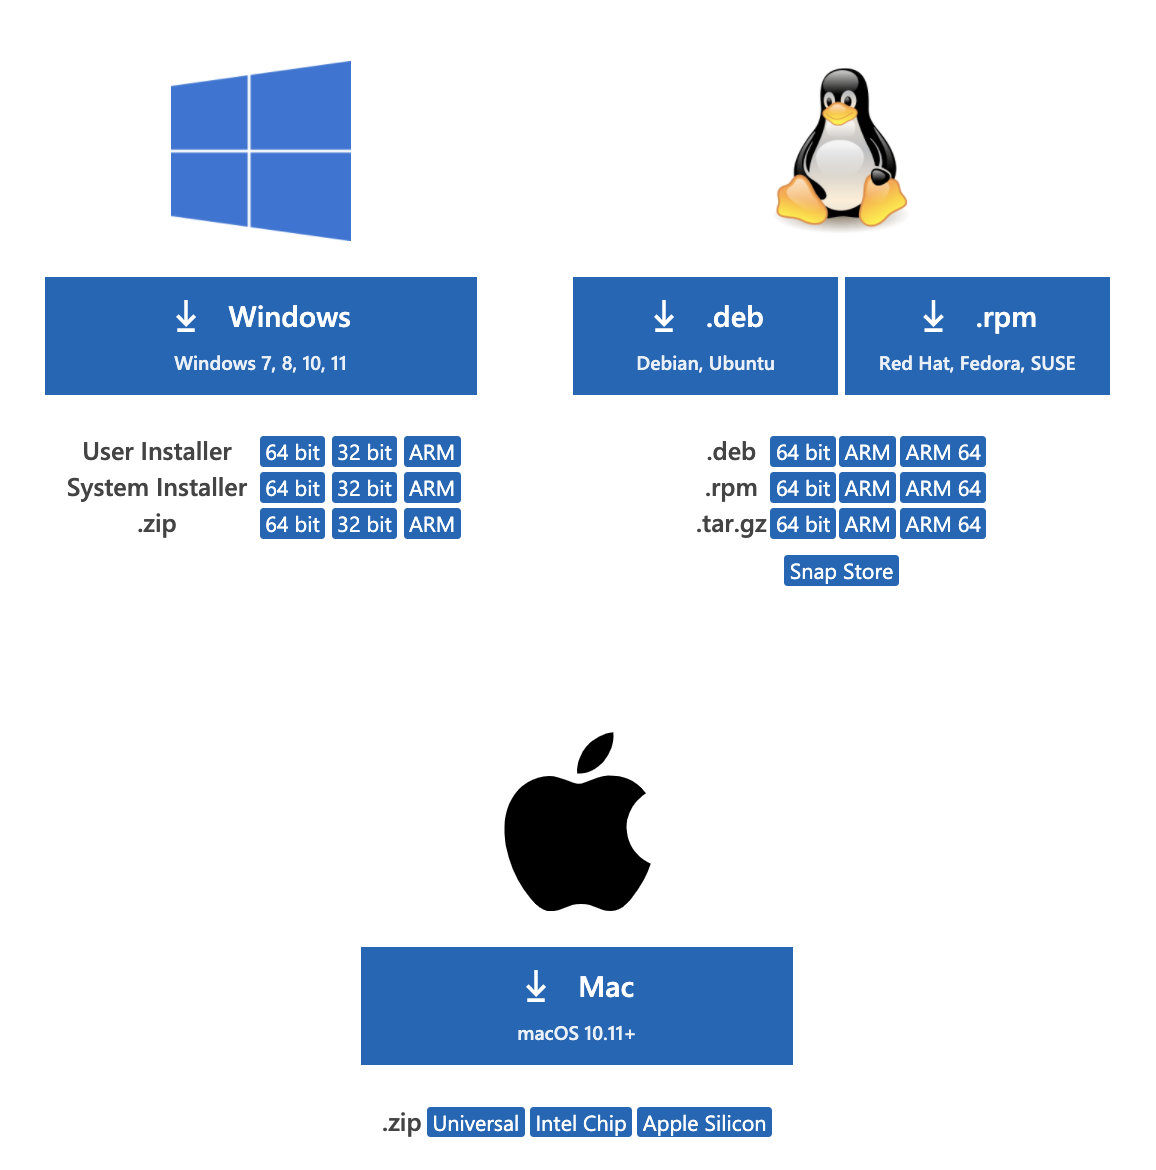 Windows
Windows 7, 8, 10, 11
User Installer 64 bit 32 bit ARM
System Installer 64 bit 32 bit ARM
.zip 64 bit 32 bit ARM
.deb
Debian, Ubuntu
.rpm
Red Hat, Fedora, SUSE
.deb 64 bit ARM ARM 64
.rpm 64 bit ARM ARM 64
.tar.gz 64 bit ARM ARM 64
Snap Store
Mac
macOS 10.11+
.zip Universal Intel Chip Apple Silicon